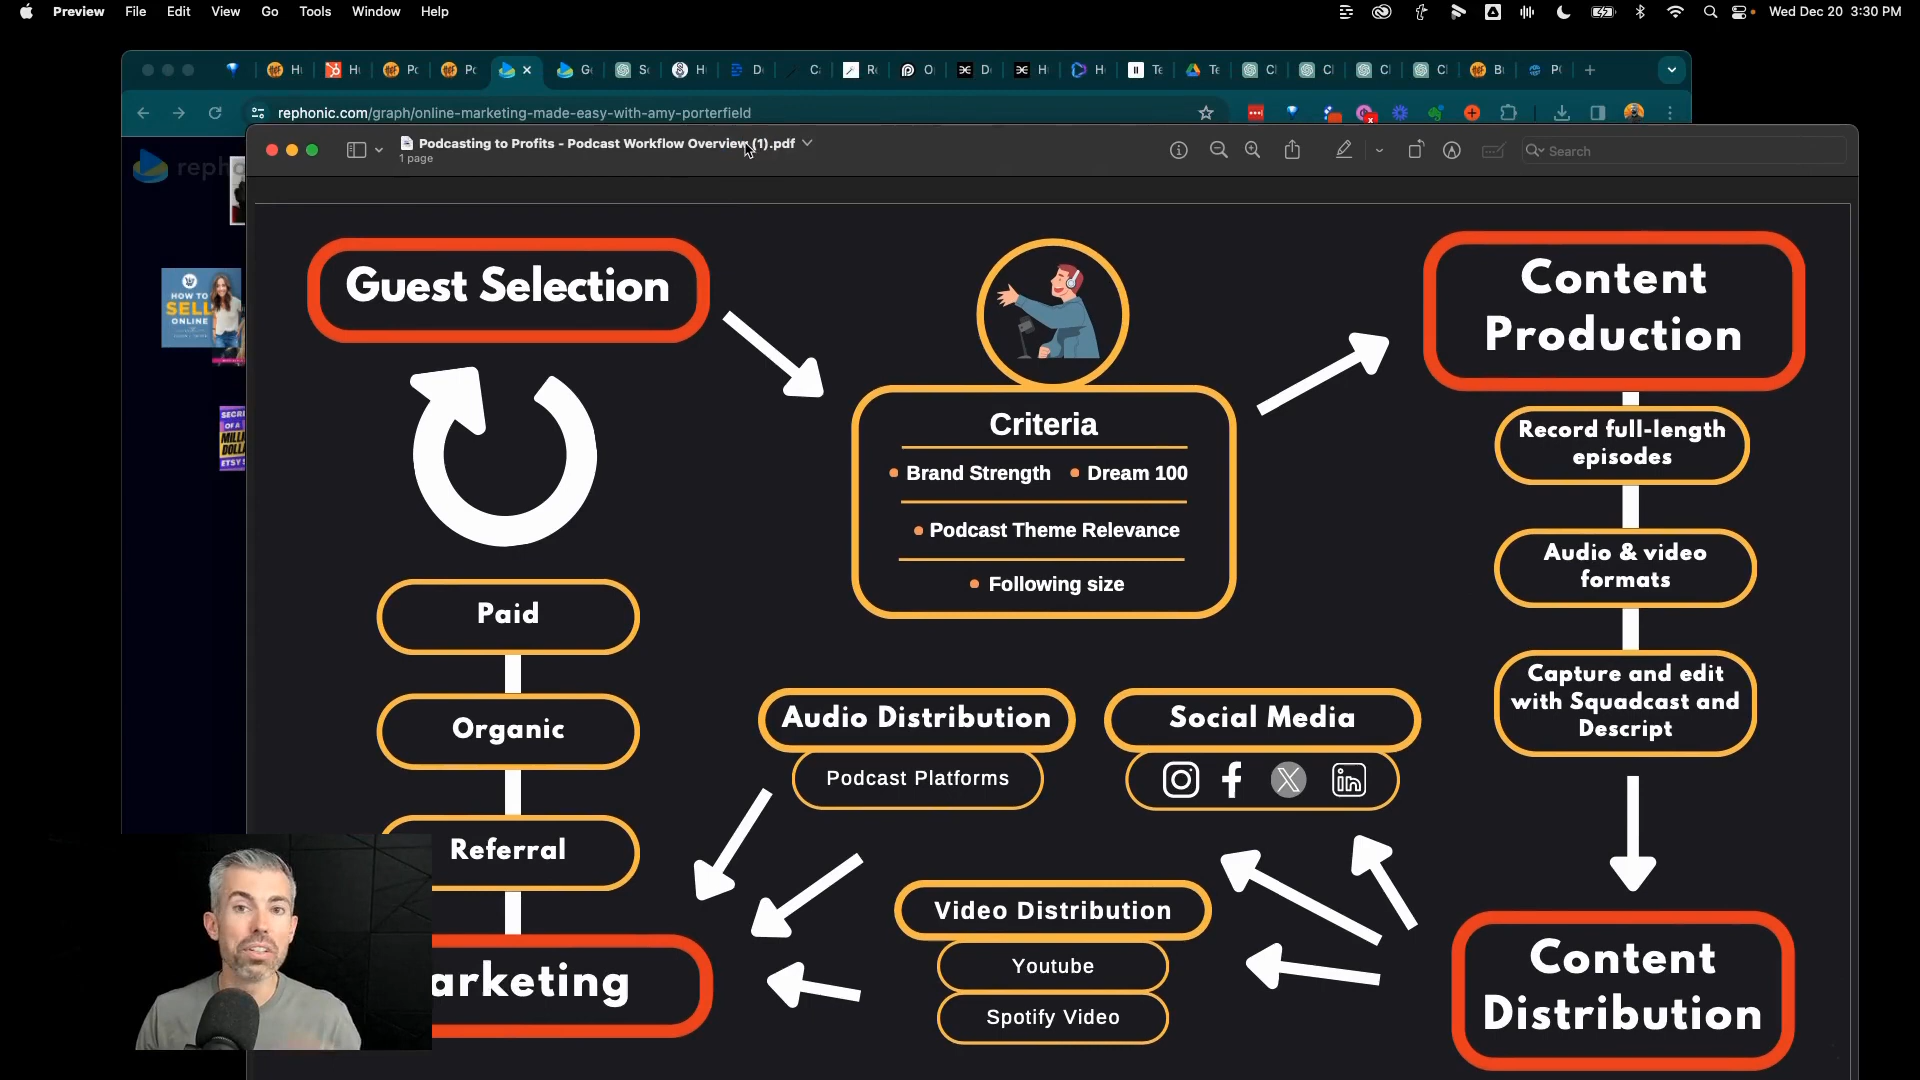 Preview File Edit View Go Tools Window Help
Wed Dec 20 3:30 PM
rephonic.com/graph/online-marketing-made-easy-with-amy-porterfield
Podcasting to Profits - Podcast Workflow Overview (1).pdf
1 page
Search
HOW TO
SELL
ONLINE
Guest Selection
Content
Production
Criteria
Brand Strength
Dream 100
Podcast Theme Relevance
Following size
Record full-length
episodes
Audio & video
formats
Capture and edit
with Squadcast and
Descript
Paid
Organic
Referral
arketing
Audio Distribution
Podcast Platforms
Social Media
Video Distribution
Youtube
Spotify Video
Content
Distribution